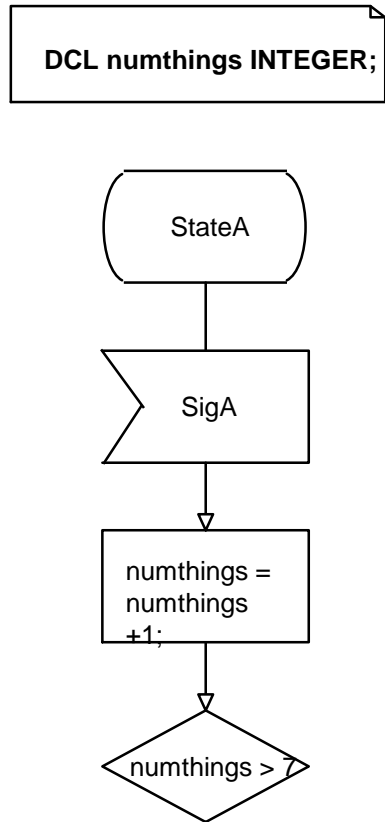 DCL numthings INTEGER;
StateA
SigA
numthings =
numthings
+1;
numthings > 7